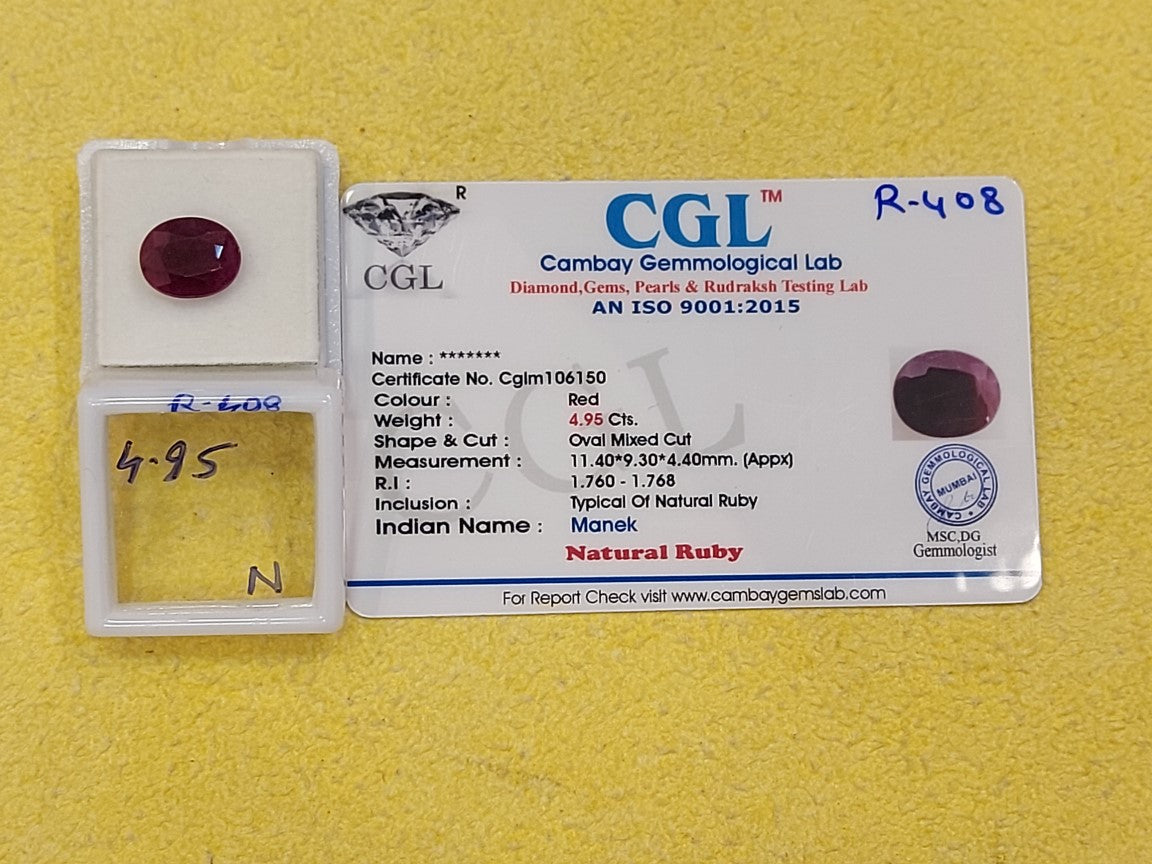 R-408
4.95
N
R
CGL
CGL™
R-408
Cambay Gemmological Lab
Diamond,Gems, Pearls & Rudraksh Testing Lab
AN ISO 9001:2015
Name : *******
Certificate No. Cglm106150
Colour : Red
Weight : 4.95 Cts.
Shape & Cut : Oval Mixed Cut
Measurement : 11.40*9.30*4.40mm. (Appx)
R.I : 1.760 - 1.768
Inclusion : Typical Of Natural Ruby
Indian Name : Manek
Natural Ruby
CGL
CAMBAY GEMMOLOGICAL LAB
MUMBAI
MSC,DG
Gemmologist
For Report Check visit www.cambaygemslab.com